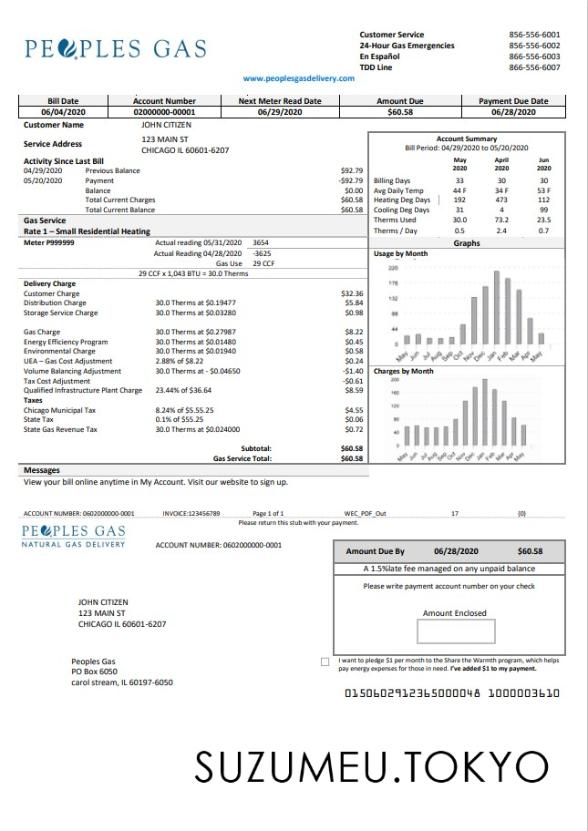 PEOPLES GAS
Customer Service 856-556-6001
24-Hour Gas Emergencies 856-556-6002
En Español 866-556-6003
TDD Line 866-556-6007
www.peoplesgasdelivery.com
Bill Date Account Number Next Meter Read Date Amount Due Payment Due Date
06/04/2020 02000000-00001 06/29/2020 $60.58 06/28/2020
Customer Name JOHN CITIZEN
Service Address 123 MAIN ST
CHICAGO IL 60601-6207
Activity Since Last Bill
04/29/2020 Previous Balance $92.79
05/20/2020 Payment -$92.79
Balance $0.00
Total Current Charges $60.58
Total Current Balance $60.58
Gas Service
Rate 1 – Small Residential Heating
Meter P999999 Actual reading 05/31/2020 3654
Actual Reading 04/28/2020 -3625
Gas Use 29 CCF
29 CCF x 1,043 BTU = 30.0 Therms
Delivery Charge
Customer Charge $32.36
Distribution Charge 30.0 Therms at $0.19477 $5.84
Storage Service Charge 30.0 Therms at $0.03280 $0.98
Gas Charge 30.0 Therms at $0.27987 $8.22
Energy Efficiency Program 30.0 Therms at $0.01480 $0.45
Environmental Charge 30.0 Therms at $0.01940 $0.58
UEA – Gas Cost Adjustment 2.88% of $8.22 $0.24
Volume Balancing Adjustment 30.0 Therms at - $0.04650 -$1.40
Tax Cost Adjustment -$0.61
Qualified Infrastructure Plant Charge 23.44% of $36.64 $8.59
Taxes
Chicago Municipal Tax 8.24% of $5.55.25 $4.55
State Tax 0.1% of $55.25 $0.06
State Gas Revenue Tax 30.0 Therms at $0.024000 $0.72
Subtotal: $60.58
Gas Service Total: $60.58
Account Summary
Bill Period: 04/29/2020 to 05/20/2020
May 2020 April 2020 Jun 2020
Billing Days 33 30 30
Avg Daily Temp 44 F 34 F 53 F
Heating Deg Days 192 473 112
Cooling Deg Days 31 4 99
Therms Used 30.0 73.2 23.5
Therms / Day 0.5 2.4 0.7
Graphs
Usage by Month
220
176
132
88
44
0
May Jun Jul Aug Sep Oct Nov Dec Jan Feb Mar Apr May
Charges by Month
200
160
120
80
40
0
May Jun Jul Aug Sep Oct Nov Dec Jan Feb Mar Apr May
Messages
View your bill online anytime in My Account. Visit our website to sign up.
ACCOUNT NUMBER: 0602000000-0001 INVOICE:123456789 Page 1 of 1 WEC_PDF_Out 17 (0)
Please return this stub with your payment.
PEOPLES GAS
NATURAL GAS DELIVERY
ACCOUNT NUMBER: 0602000000-0001
Amount Due By 06/28/2020 $60.58
A 1.5%late fee managed on any unpaid balance
Please write payment account number on your check
Amount Enclosed
JOHN CITIZEN
123 MAIN ST
CHICAGO IL 60601-6207
Peoples Gas
PO Box 6050
carol stream, IL 60197-6050
I want to pledge $1 per month to the Share the Warmth program, which helps
pay energy expenses for those in need. I've added $1 to my payment.
0150602912365000048 1000003610
SUZUMEU.TOKYO